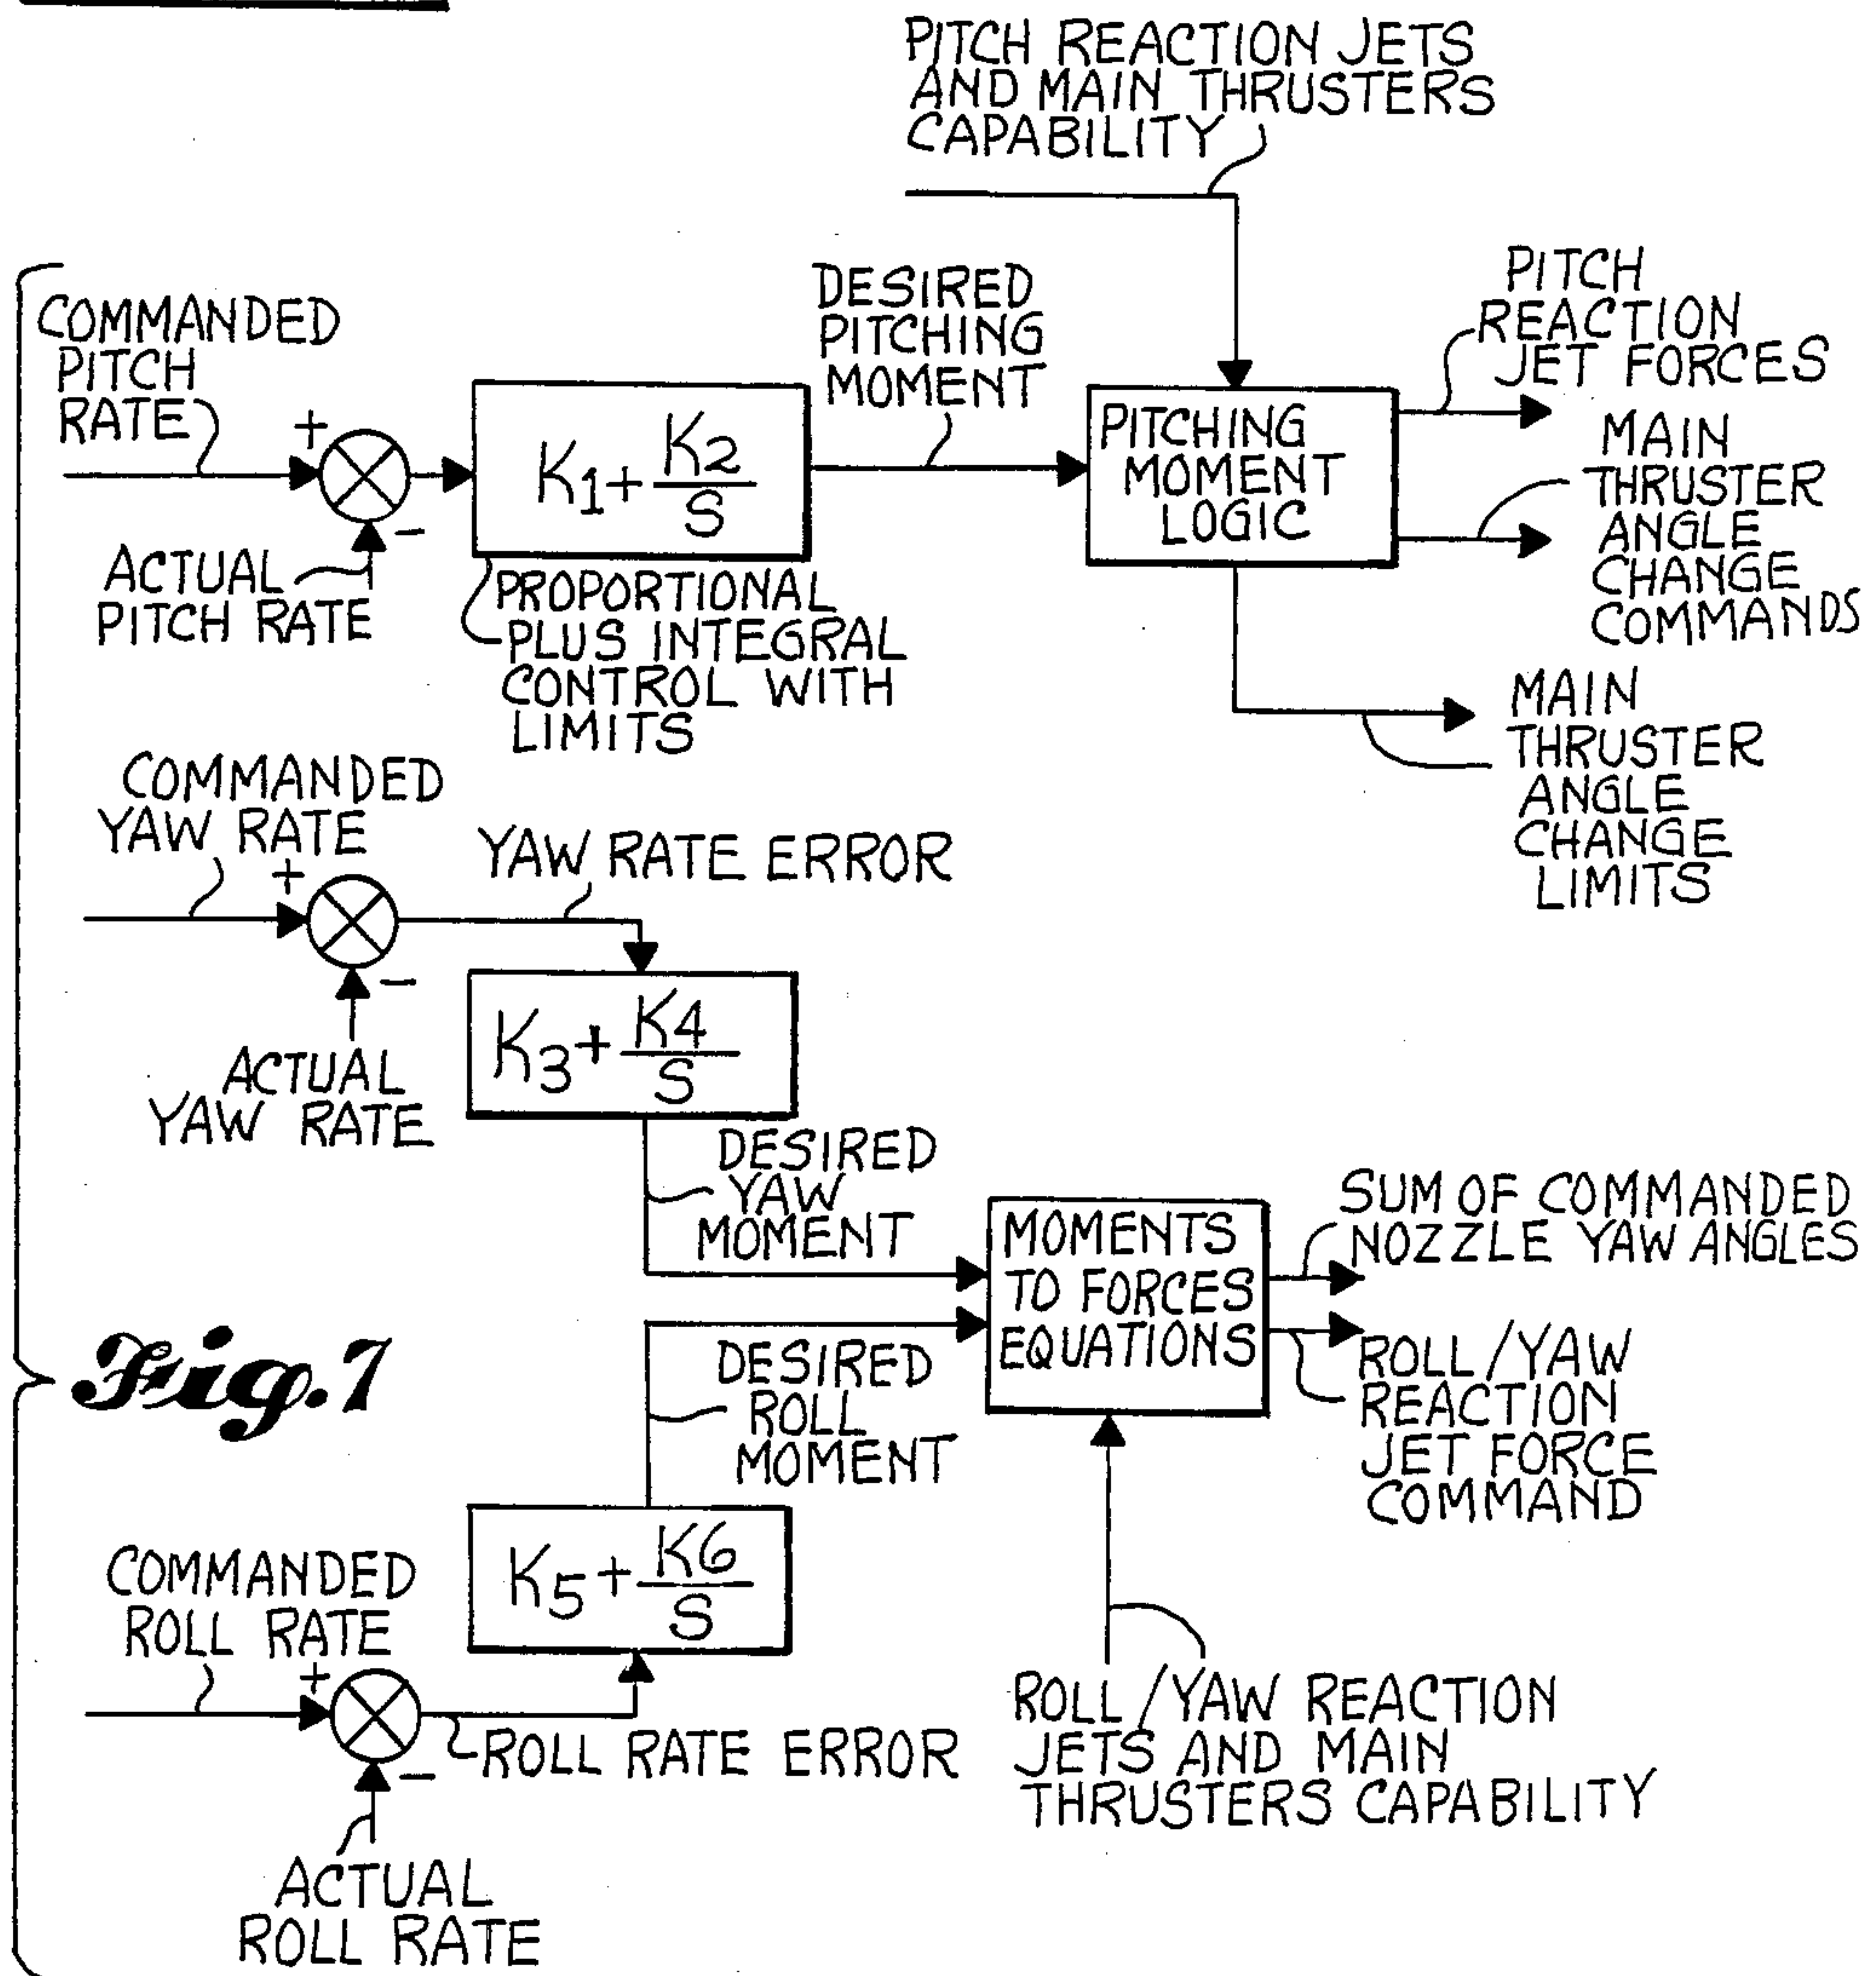 PITCH REACTION JETS
AND MAIN THRUSTERS
CAPABILITY
COMMANDED
PITCH
RATE
+
−
ACTUAL
PITCH RATE
K1+ K2
S
PROPORTIONAL
PLUS INTEGRAL
CONTROL WITH
LIMITS
DESIRED
PITCHING
MOMENT
PITCHING
MOMENT
LOGIC
PITCH
REACTION
JET FORCES
MAIN
THRUSTER
ANGLE
CHANGE
COMMANDS
MAIN
THRUSTER
ANGLE
CHANGE
LIMITS
COMMANDED
YAW RATE
+
−
ACTUAL
YAW RATE
YAW RATE ERROR
K3+ K4
S
DESIRED
YAW
MOMENT
MOMENTS
TO FORCES
EQUATIONS
SUM OF COMMANDED
NOZZLE YAW ANGLES
ROLL/YAW
REACTION
JET FORCE
COMMAND
Fig. 7
DESIRED
ROLL
MOMENT
K5+ K6
S
COMMANDED
ROLL RATE
+
−
ROLL RATE ERROR
ACTUAL
ROLL RATE
ROLL/YAW REACTION
JETS AND MAIN
THRUSTERS CAPABILITY